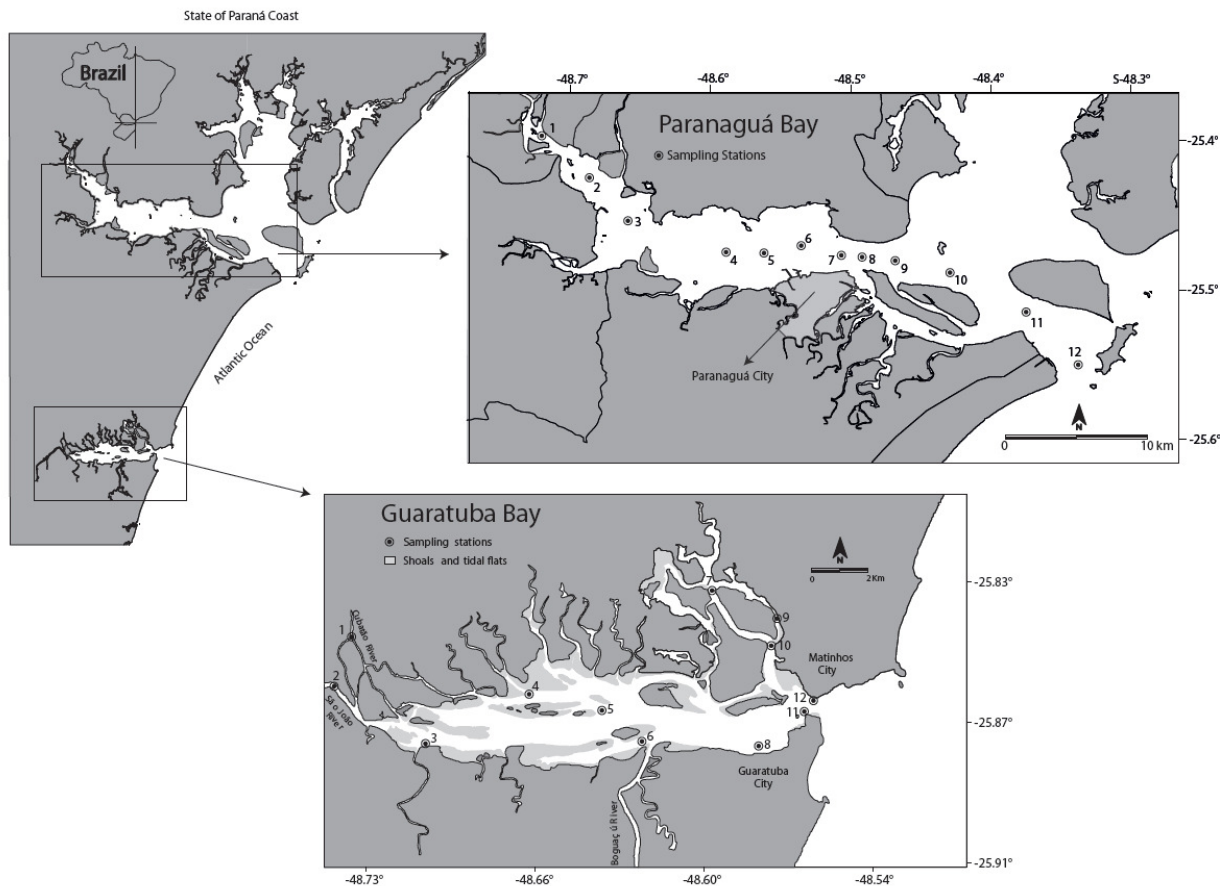 State of Paraná Coast
Brazil
Atlantic Ocean
-48.7 -48.6 -48.5 -48.4 S-48.3°
Paranaguá Bay
Sampling Stations
1
2
3
4
5
6
7
8
9
10
11
12
Paranaguá City
N
0 10 km
-25.4°
-25.5°
-25.6°
Guaratuba Bay
Sampling stations
Shoals and tidal flats
N
0 2Km
1
Cubatão River
2
São João
River
3
4
5
6
7
8
9
10
11
12
Matinhos
City
Guaratuba
City
Boguaçú River
-25.83°
-25.87°
-25.91°
-48.73° -48.66° -48.60° -48.54°